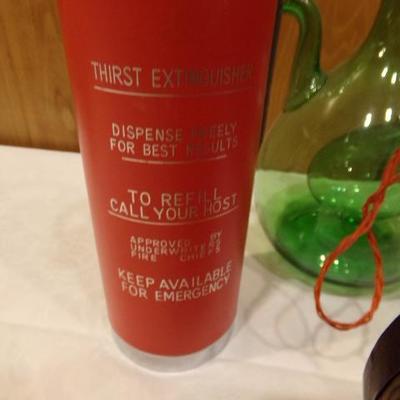 THIRST EXTINGUISHER
DISPENSE FREELY
FOR BEST RESULTS
TO REFILL
CALL YOUR HOST
APPROVED BY
UNDERWRITERS
FIRE CHIEFS
KEEP AVAILABLE
FOR EMERGENCY